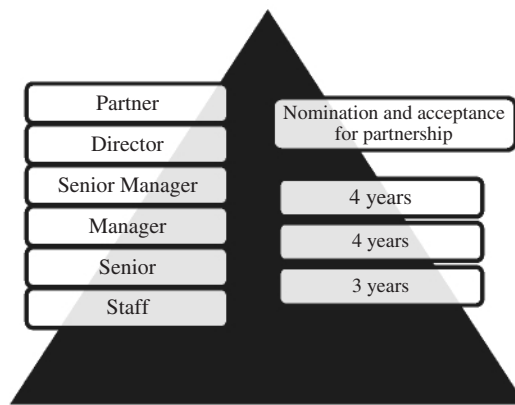 Partner
Director
Senior Manager
Manager
Senior
Staff
Nomination and acceptance
for partnership
4 years
4 years
3 years